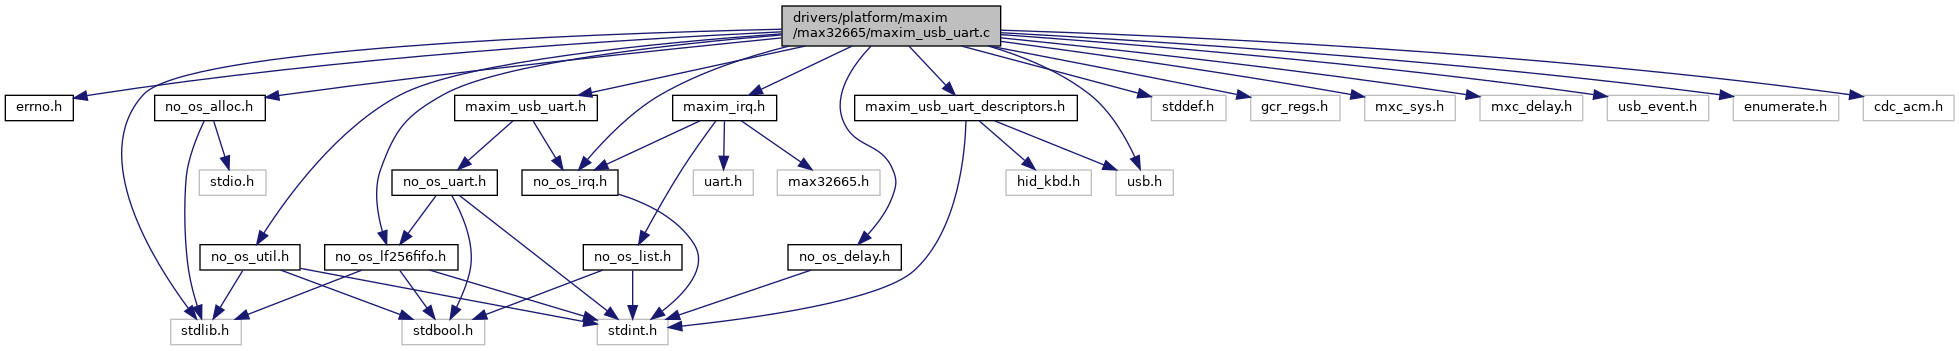 drivers/platform/maxim
/max32665/maxim_usb_uart.c
errno.h
no_os_alloc.h
maxim_usb_uart.h
maxim_irq.h
maxim_usb_uart_descriptors.h
stddef.h
gcr_regs.h
mxc_sys.h
mxc_delay.h
usb_event.h
enumerate.h
cdc_acm.h
stdio.h
no_os_uart.h
no_os_irq.h
uart.h
max32665.h
hid_kbd.h
usb.h
no_os_util.h
no_os_lf256fifo.h
no_os_list.h
no_os_delay.h
stdlib.h
stdbool.h
stdint.h